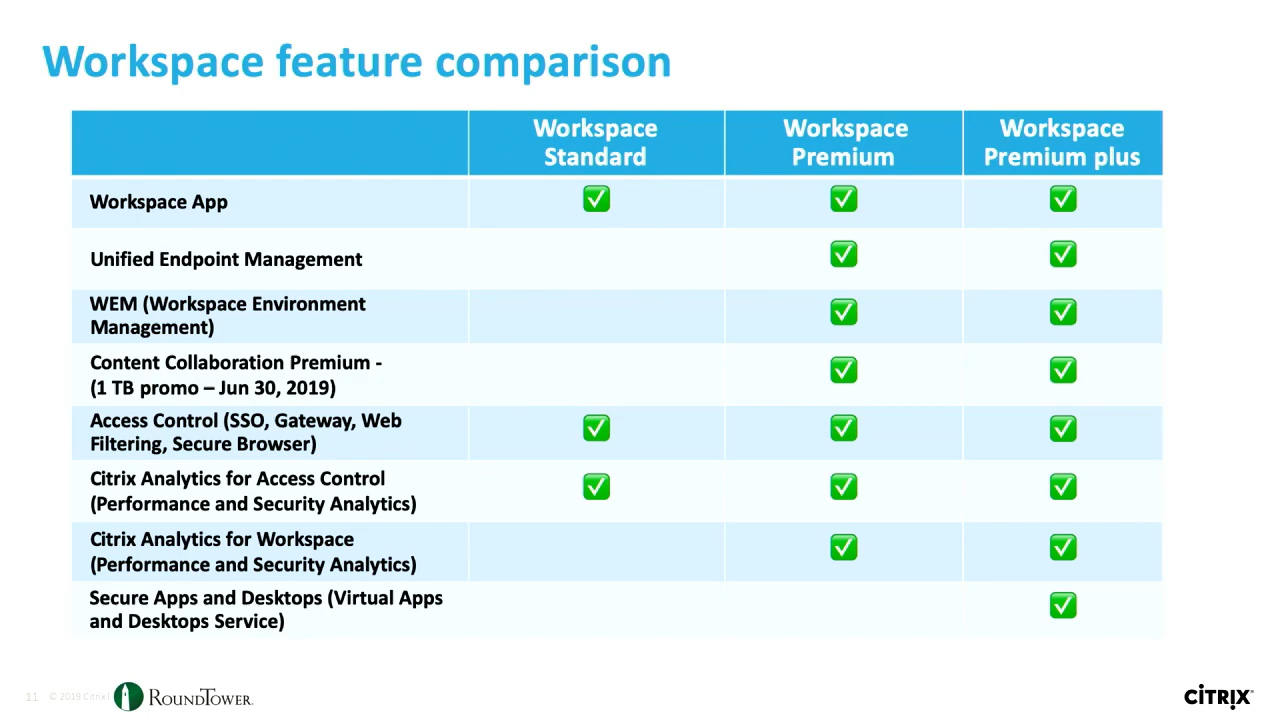 Workspace feature comparison
Workspace
Standard
Workspace
Premium
Workspace
Premium plus
Workspace App
Unified Endpoint Management
WEM (Workspace Environment
Management)
Content Collaboration Premium -
(1 TB promo – Jun 30, 2019)
Access Control (SSO, Gateway, Web
Filtering, Secure Browser)
Citrix Analytics for Access Control
(Performance and Security Analytics)
Citrix Analytics for Workspace
(Performance and Security Analytics)
Secure Apps and Desktops (Virtual Apps
and Desktops Service)
11 © 2019 Citrix |
ROUNDTOWER.
CITRIX